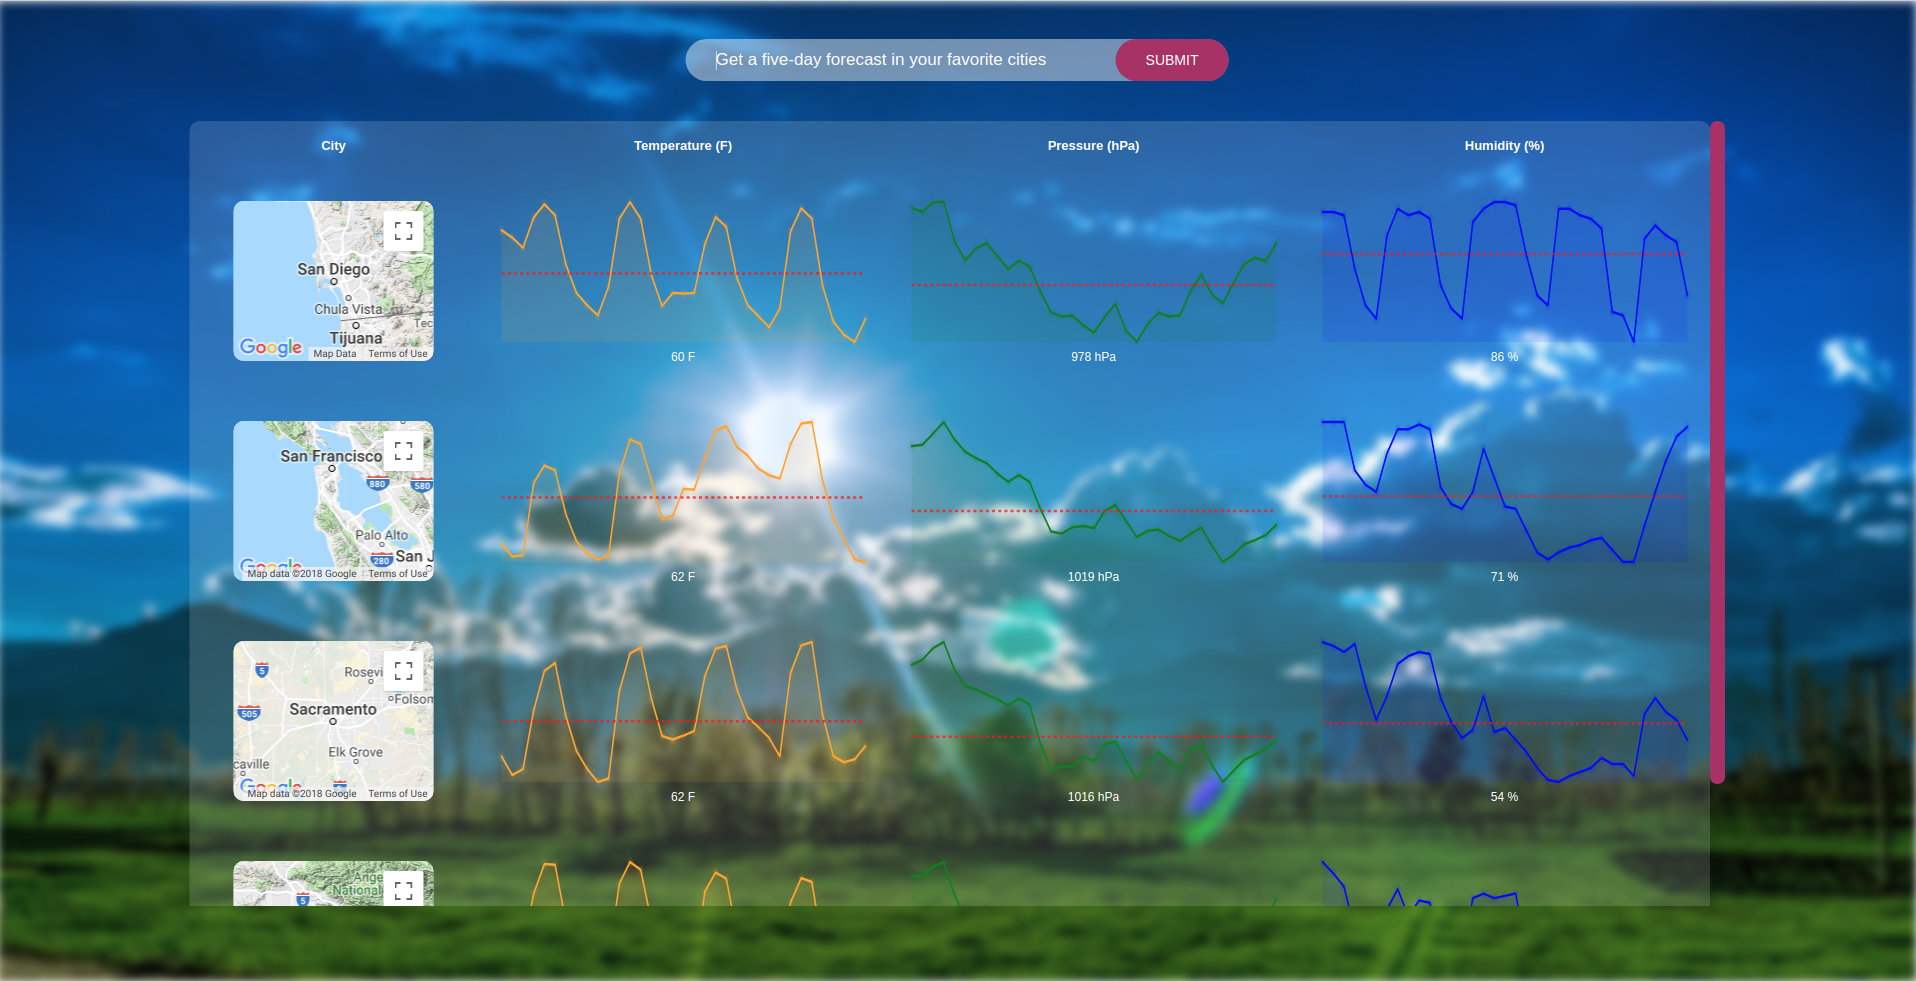 Get a five-day forecast in your favorite cities SUBMIT
City Temperature (F) Pressure (hPa) Humidity (%)
San Diego
Chula Vista
Tec
Tijuana
Google Map Data Terms of Use
60 F 978 hPa 86 %
San Francisco
880 580
Palo Alto
280 San J
Google Map data ©2018 Google Terms of Use
62 F 1019 hPa 71 %
5 Rosevi
Folsom
505 Sacramento
Elk Grove
caville
Google 5 Map data ©2018 Google Terms of Use
62 F 1016 hPa 54 %
Ange
National
5